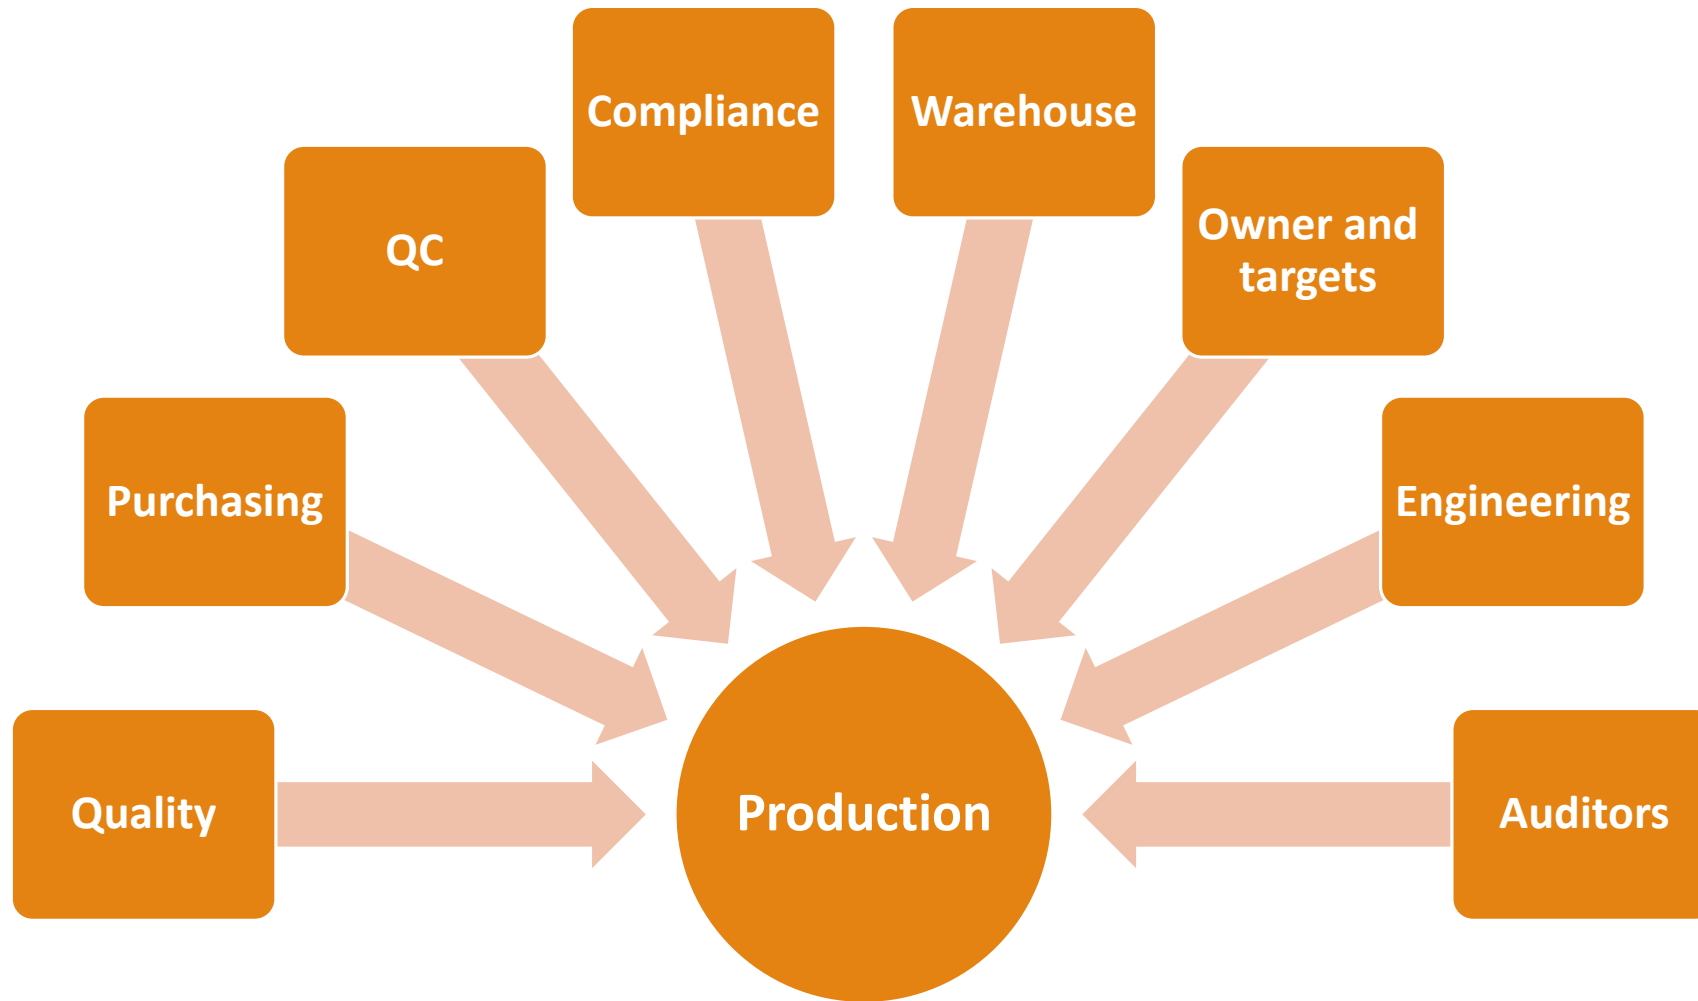 Compliance
Warehouse
QC
Owner and
targets
Purchasing
Engineering
Quality
Production
Auditors